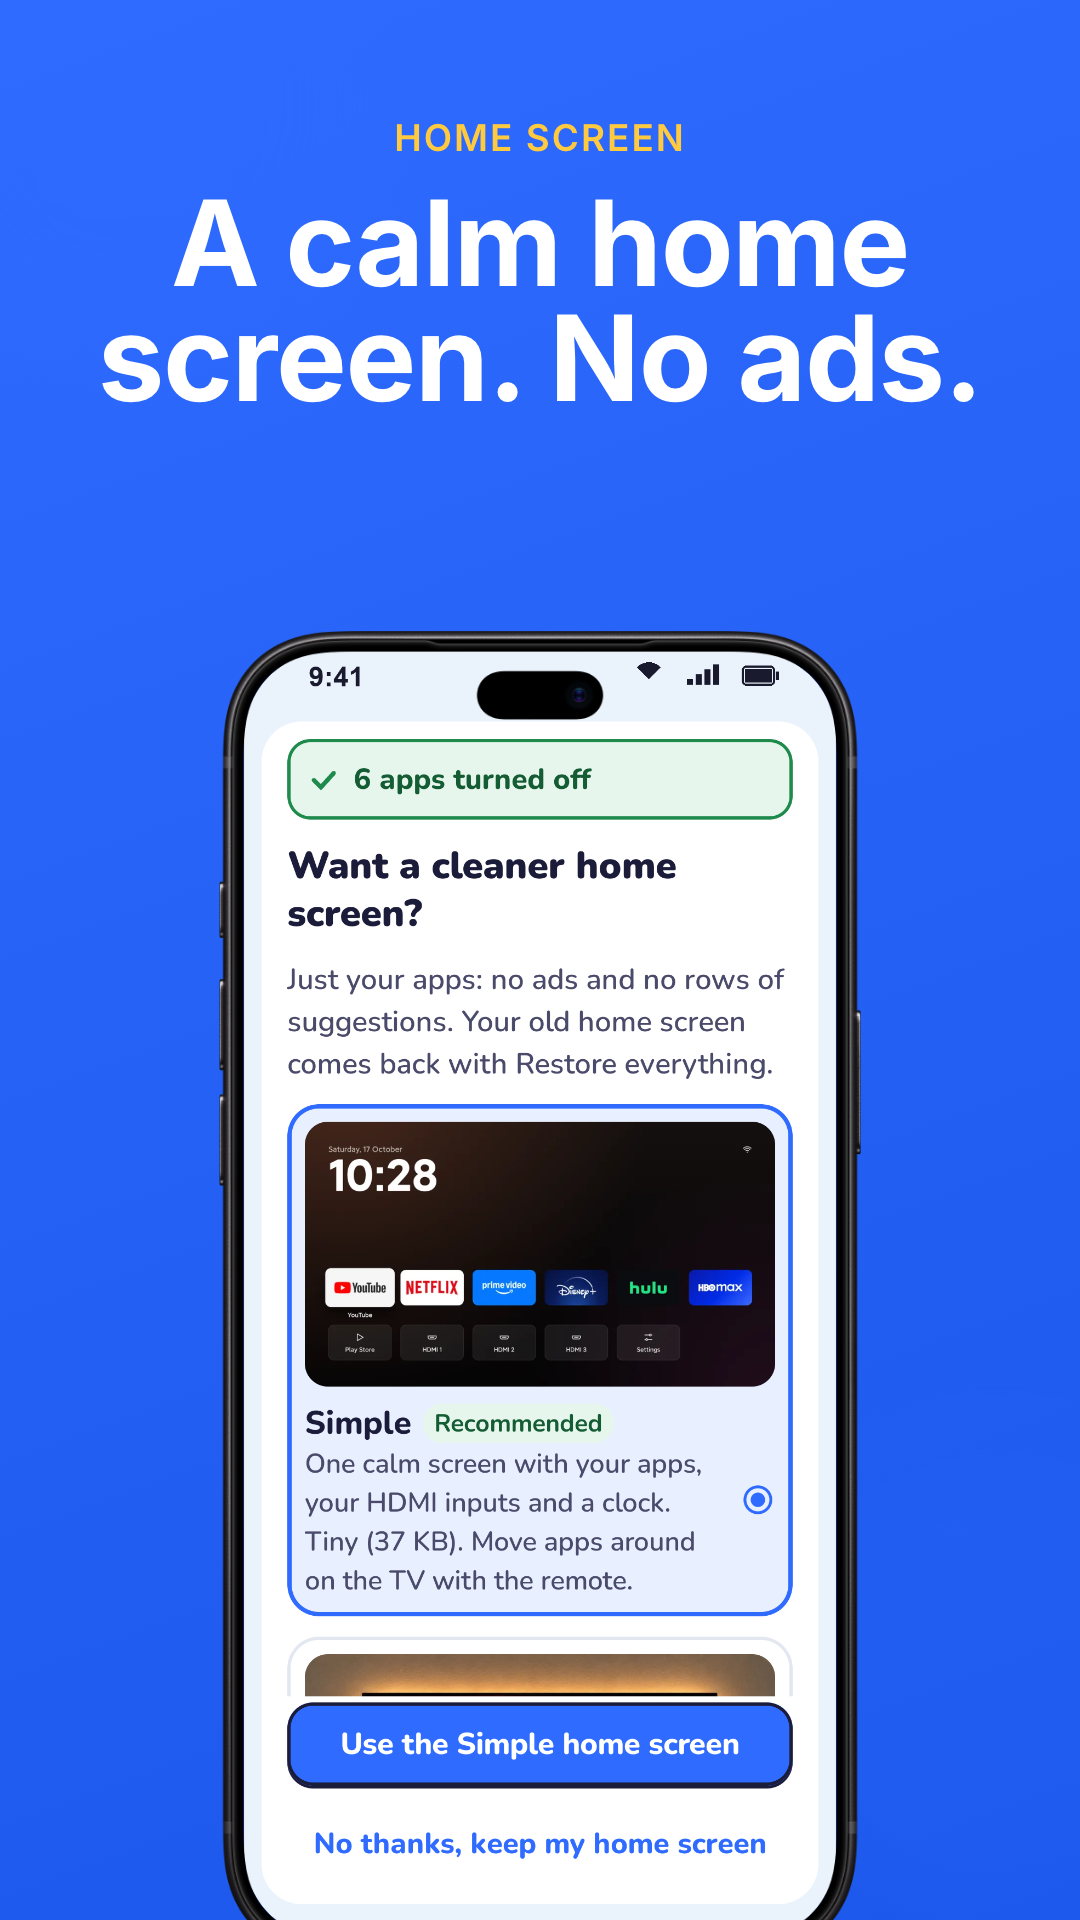 HOME SCREEN
A calm home
screen. No ads.
9:41
6 apps turned off
Want a cleaner home
screen?
Just your apps: no ads and no rows of
suggestions. Your old home screen
comes back with Restore everything.
Saturday, 17 October
10:28
YouTube NETFLIX prime video Disney+ hulu HBO max
YouTube
Play Store HDMI 1 HDMI 2 HDMI 3 Settings
Simple Recommended
One calm screen with your apps,
your HDMI inputs and a clock.
Tiny (37 KB). Move apps around
on the TV with the remote.
Use the Simple home screen
No thanks, keep my home screen